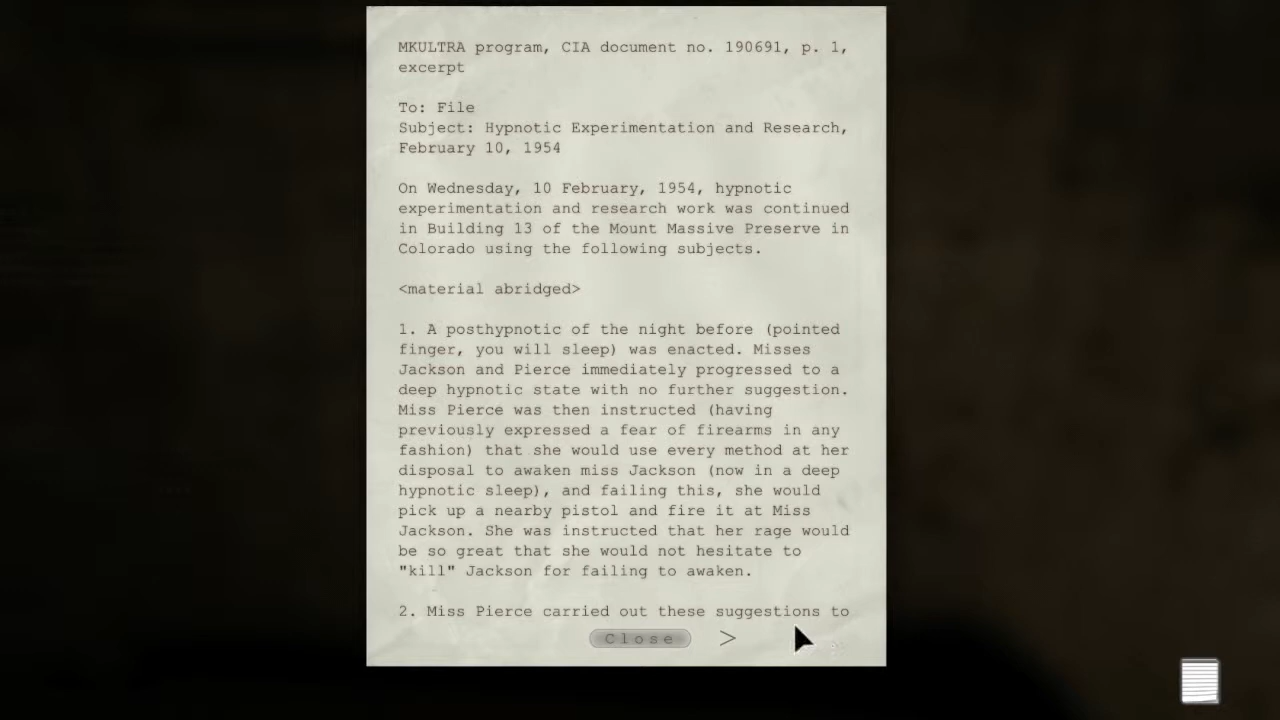 MKULTRA program, CIA document no. 190691, p. 1,
excerpt
To: File
Subject: Hypnotic Experimentation and Research,
February 10, 1954
On Wednesday, 10 February, 1954, hypnotic
experimentation and research work was continued
in Building 13 of the Mount Massive Preserve in
Colorado using the following subjects.
<material abridged>
1. A posthypnotic of the night before (pointed
finger, you will sleep) was enacted. Misses
Jackson and Pierce immediately progressed to a
deep hypnotic state with no further suggestion.
Miss Pierce was then instructed (having
previously expressed a fear of firearms in any
fashion) that she would use every method at her
disposal to awaken miss Jackson (now in a deep
hypnotic sleep), and failing this, she would
pick up a nearby pistol and fire it at Miss
Jackson. She was instructed that her rage would
be so great that she would not hesitate to
"kill" Jackson for failing to awaken.
2. Miss Pierce carried out these suggestions to
Close >